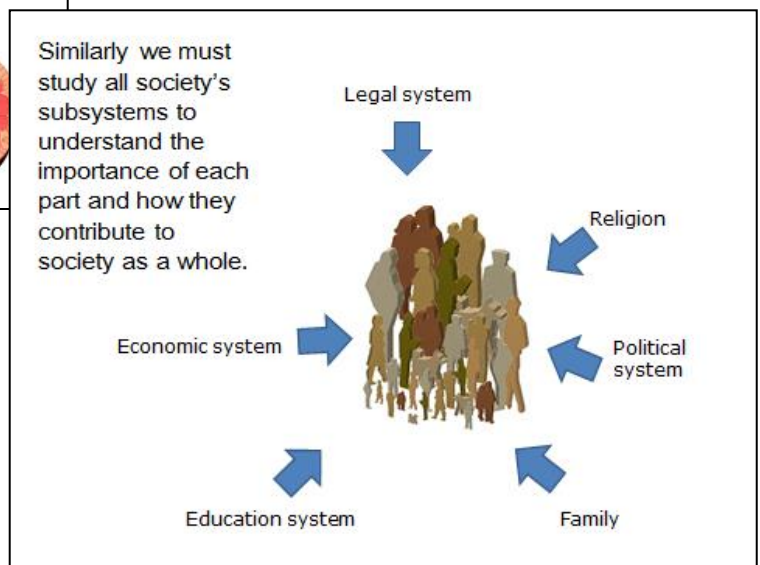 Similarly we must
study all society's
subsystems to
understand the
importance of each
part and how they
contribute to
society as a whole.
Legal system
Religion
Economic system
Political
system
Education system
Family